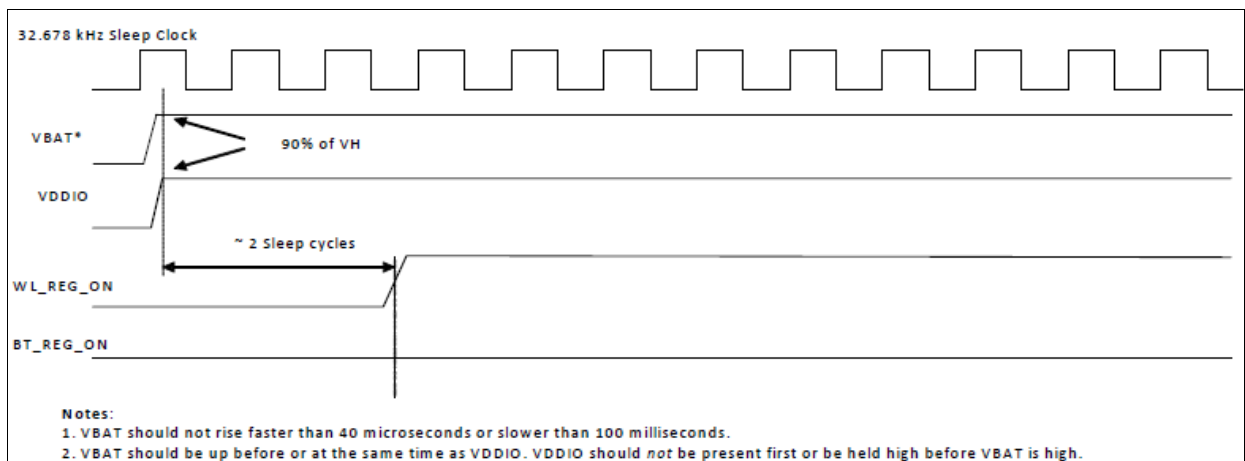 32.678 kHz Sleep Clock
VBAT*
90% of VH
VDDIO
~ 2 Sleep cycles
WL_REG_ON
BT_REG_ON
Notes:
1. VBAT should not rise faster than 40 microseconds or slower than 100 milliseconds.
2. VBAT should be up before or at the same time as VDDIO. VDDIO should not be present first or be held high before VBAT is high.